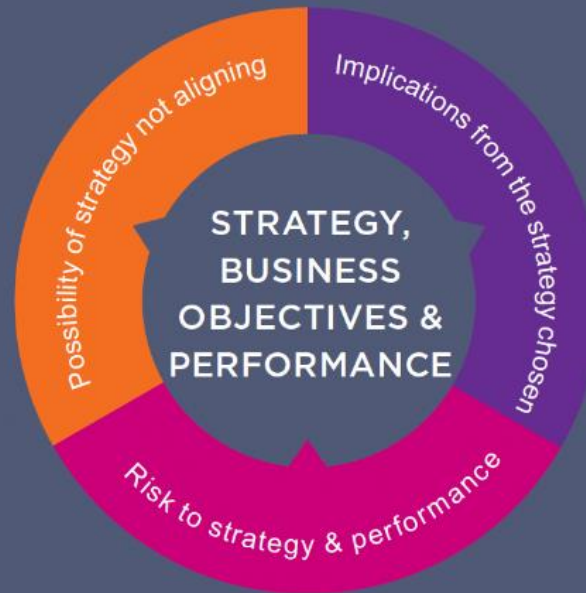 Possibility of strategy not aligning
Implications from the strategy chosen
STRATEGY,
BUSINESS
OBJECTIVES &
PERFORMANCE
Risk to strategy & performance